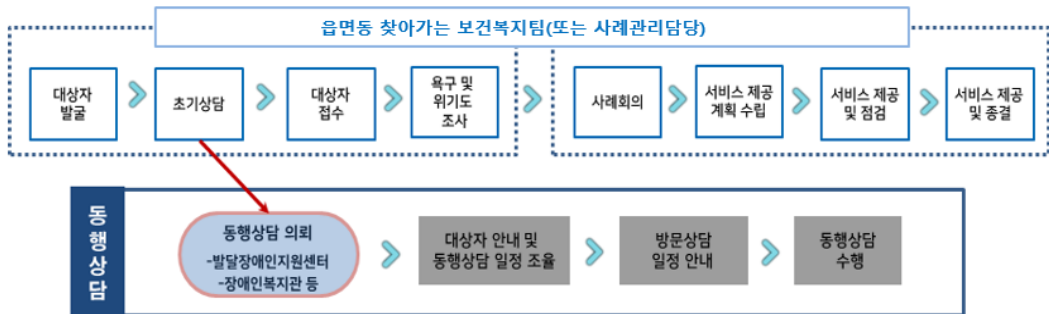 읍면동 찾아가는 보건복지팀(또는 사례관리담당)
대상자
발굴
초기상담
대상자
접수
욕구 및
위기도
조사
사례회의
서비스 제공
계획 수립
서비스 제공
및 점검
서비스 제공
및 종결
동행상담
동행상담 의뢰
-발달장애인지원센터
-장애인복지관 등
대상자 안내 및
동행상담 일정 조율
방문상담
일정 안내
동행상담
수행